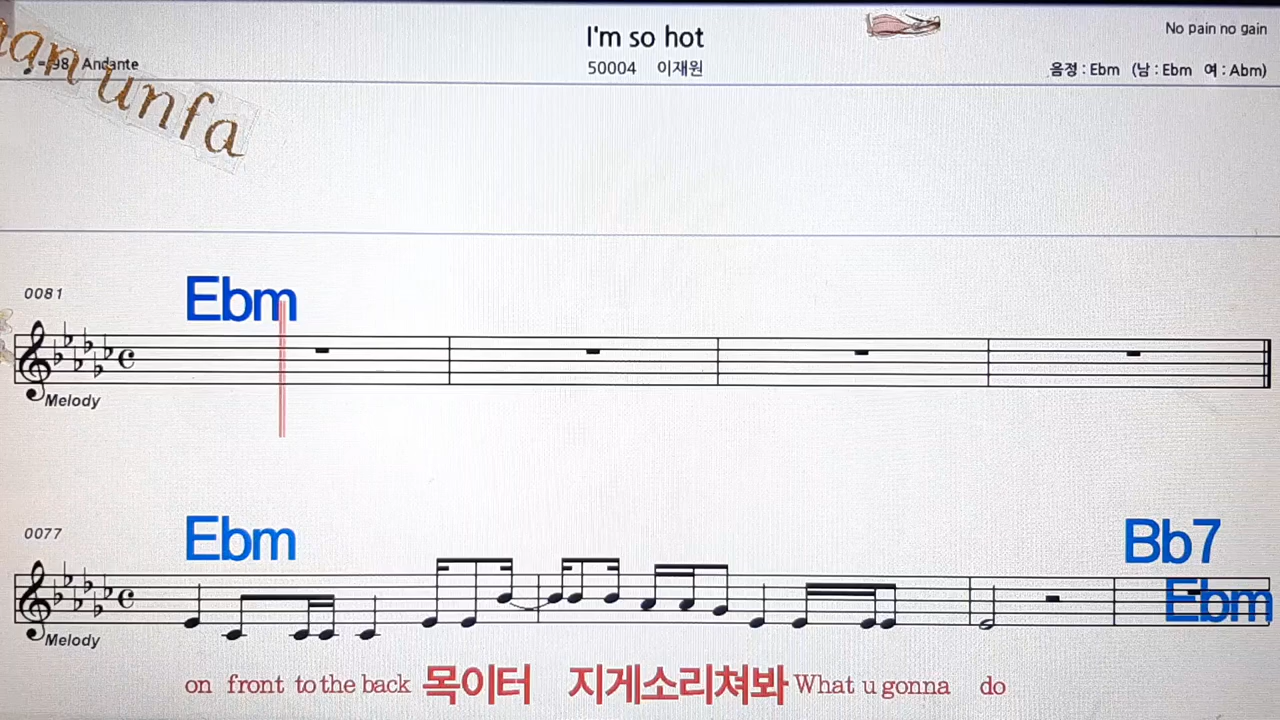 I'm so hot
No pain no gain
unfa
= 98 Andante
50004 이재원
음정 : Ebm (남 : Ebm 여 : Abm)
0081
Ebm
Melody
0077
Ebm
Bb7
Ebm
Melody
on front to the back 목이터 지게소리쳐봐 What u gonna do